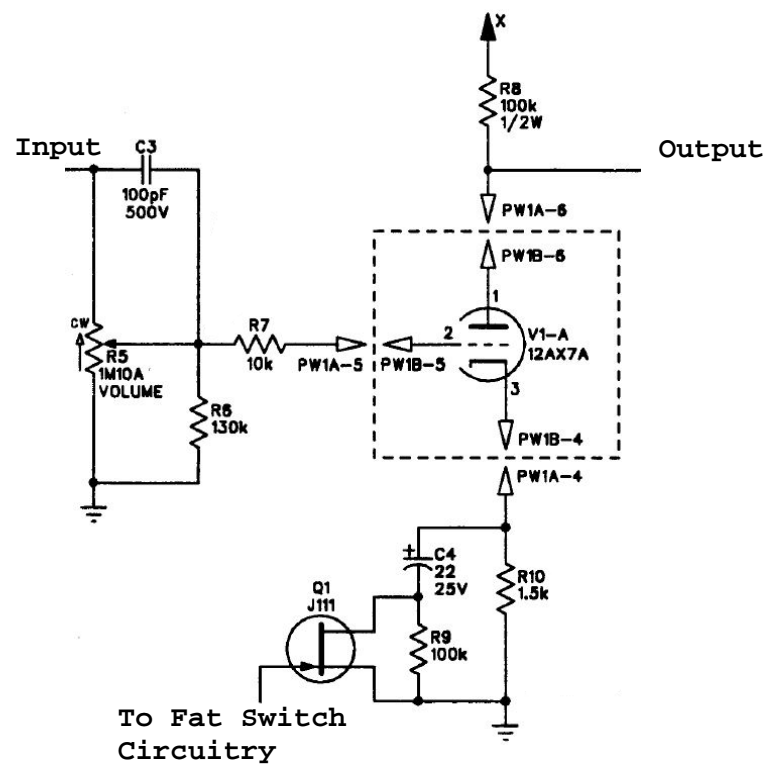 X
R8
100k
1/2W
Input
C3
Output
100pF
500V
PW1A-6
PW1B-6
1
CW
R5
1M10A
VOLUME
R7
10k
PW1A-5
PW1B-5
2
V1-A
12AX7A
3
R6
130k
PW1B-4
PW1A-4
+
C4
22
25V
R10
1.5k
Q1
J111
R9
100k
To Fat Switch
Circuitry